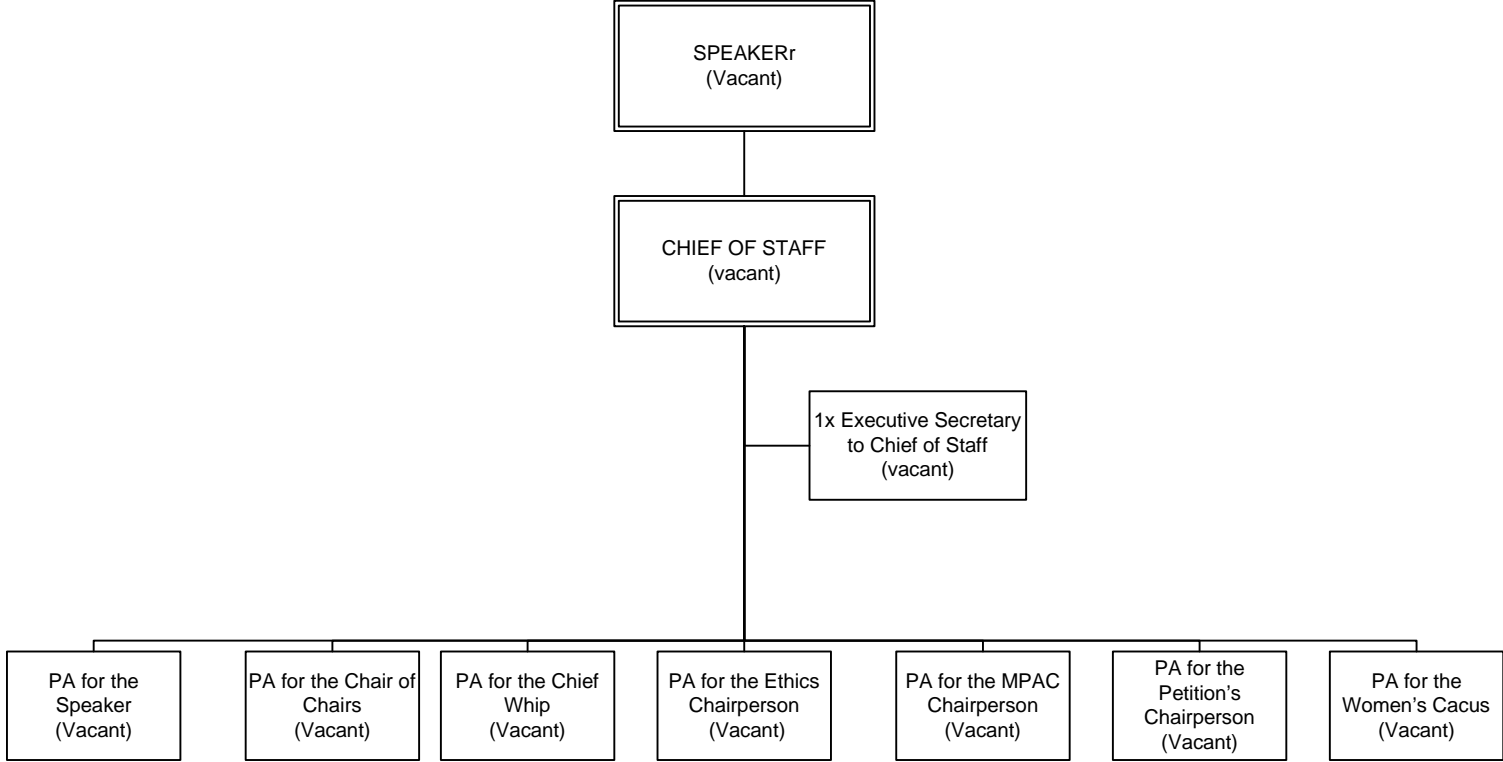 SPEAKERr
(Vacant)
CHIEF OF STAFF
(vacant)
1x Executive Secretary
to Chief of Staff
(vacant)
PA for the
Speaker
(Vacant)
PA for the Chair of
Chairs
(Vacant)
PA for the Chief
Whip
(Vacant)
PA for the Ethics
Chairperson
(Vacant)
PA for the MPAC
Chairperson
(Vacant)
PA for the
Petition’s
Chairperson
(Vacant)
PA for the
Women’s Cacus
(Vacant)